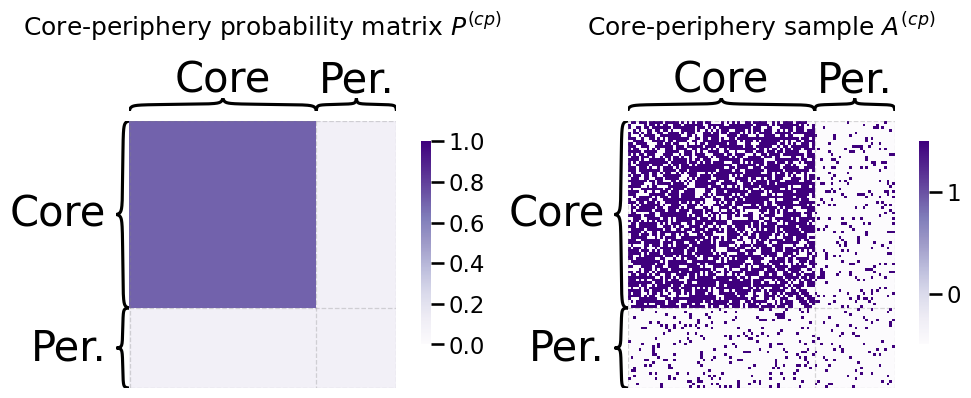 Core-periphery probability matrix P^(cp)
Core Per.
Core
Per.
1.0
0.8
0.6
0.4
0.2
0.0
Core-periphery sample A^(cp)
Core Per.
Core
Per.
1
0